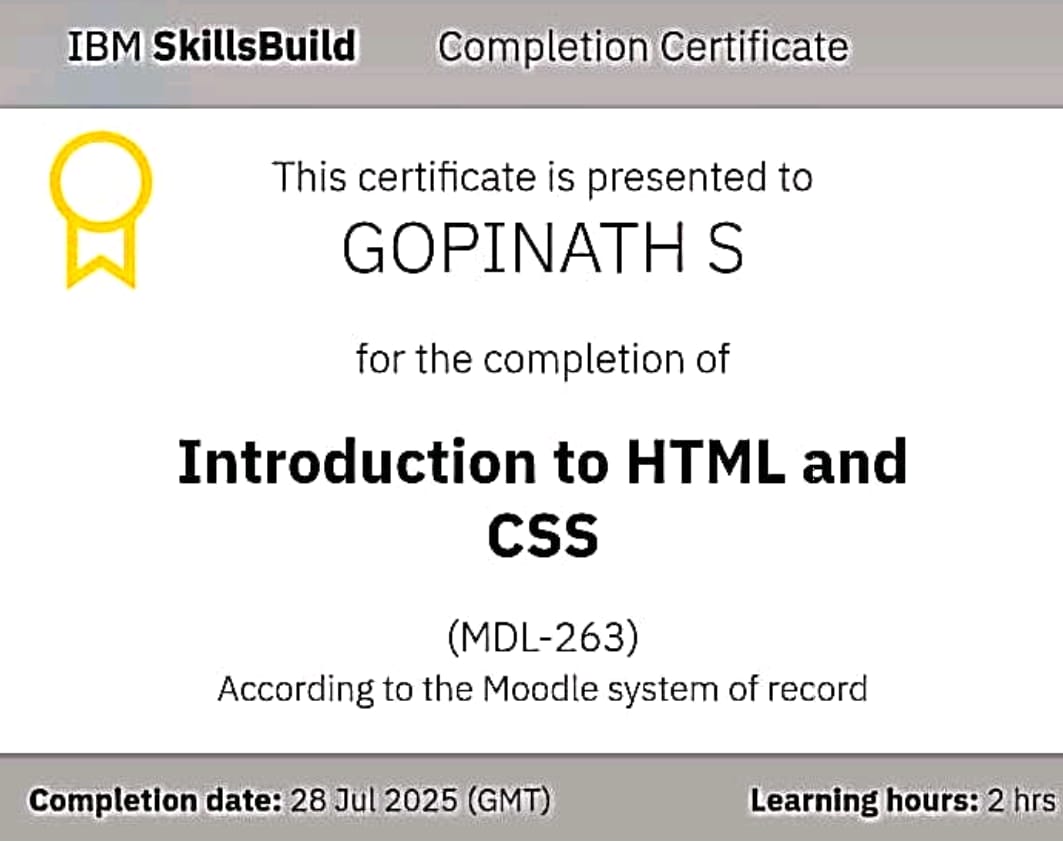 IBM SkillsBuild Completion Certificate
This certificate is presented to
GOPINATH S
for the completion of
Introduction to HTML and
CSS
(MDL-263)
According to the Moodle system of record
Completion date: 28 Jul 2025 (GMT) Learning hours: 2 hrs